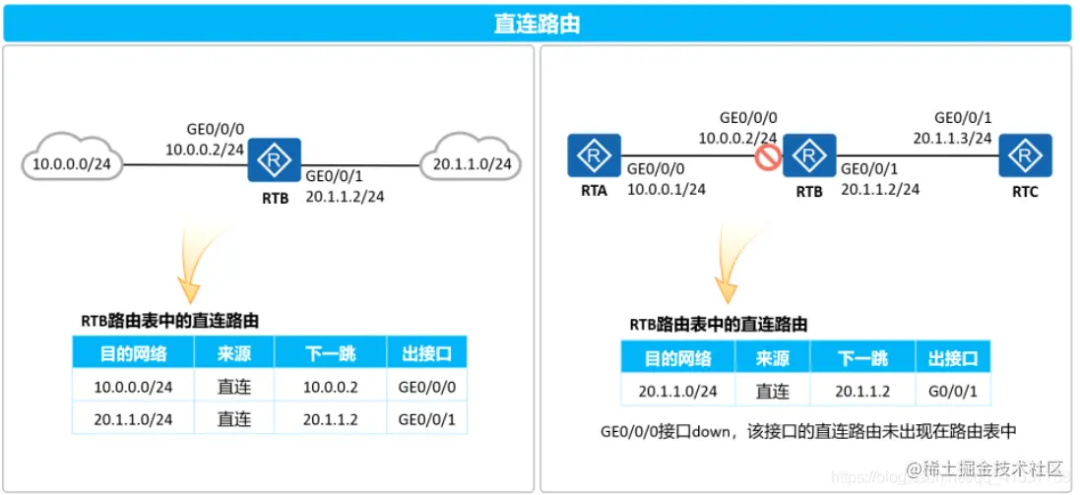 直连路由
GE0/0/0
10.0.0.2/24
10.0.0.0/24
20.1.1.0/24
GE0/0/1
20.1.1.2/24
RTB
RTB路由表中的直连路由
目的网络 来源 下一跳 出接口
10.0.0.0/24 直连 10.0.0.2 GE0/0/0
20.1.1.0/24 直连 20.1.1.2 GE0/0/1
GE0/0/0
10.0.0.2/24
GE0/0/1
20.1.1.3/24
R R R
GE0/0/0
10.0.0.1/24
GE0/0/1
20.1.1.2/24
RTA RTB RTC
RTB路由表中的直连路由
目的网络 来源 下一跳 出接口
20.1.1.0/24 直连 20.1.1.2 G0/0/1
GE0/0/0接口down，该接口的直连路由未出现在路由表中
@稀土掘金技术社区